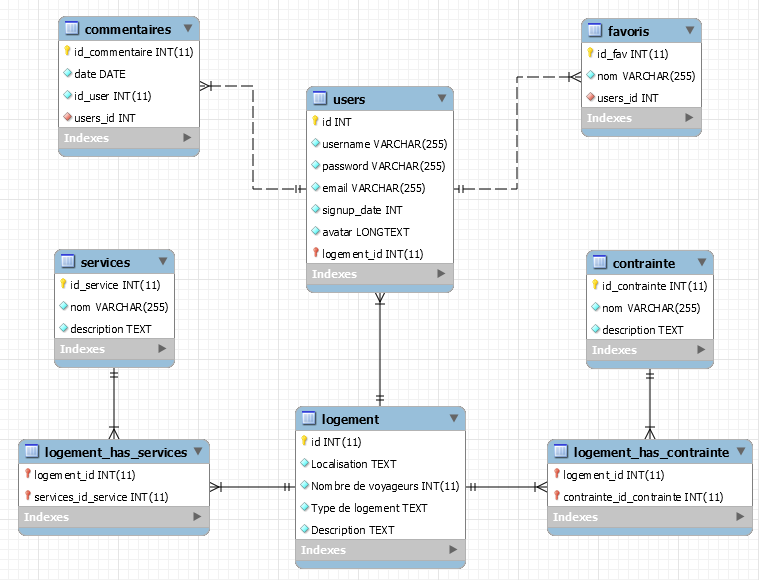 commentaires
id_commentaire INT(11)
date DATE
id_user INT(11)
users_id INT
Indexes
favoris
id_fav INT(11)
nom VARCHAR(255)
users_id INT
Indexes
users
id INT
username VARCHAR(255)
password VARCHAR(255)
email VARCHAR(255)
signup_date INT
avatar LONGTEXT
logement_id INT(11)
Indexes
services
id_service INT(11)
nom VARCHAR(255)
description TEXT
Indexes
contrainte
id_contrainte INT(11)
nom VARCHAR(255)
description TEXT
Indexes
logement_has_services
logement_id INT(11)
services_id_service INT(11)
Indexes
logement
id INT(11)
Localisation TEXT
Nombre de voyageurs INT(11)
Type de logement TEXT
Description TEXT
Indexes
logement_has_contrainte
logement_id INT(11)
contrainte_id_contrainte INT(11)
Indexes